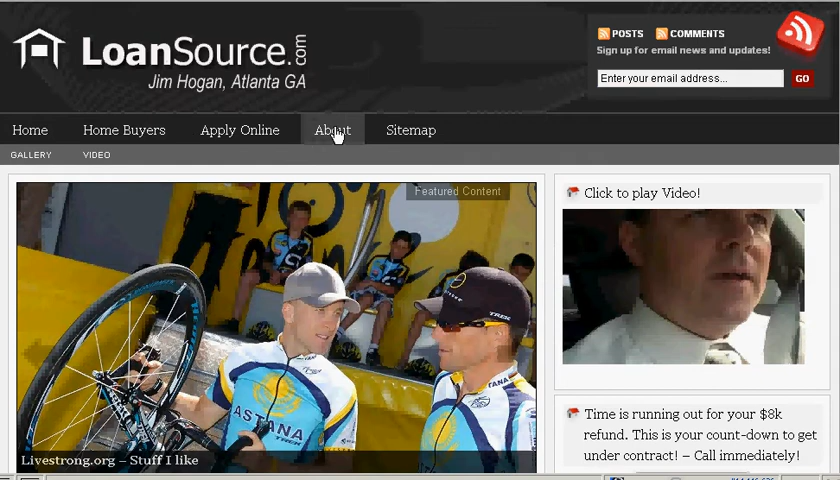 LoanSource.com
Jim Hogan, Atlanta GA
POSTS COMMENTS
Sign up for email news and updates!
Enter your email address... GO
Home Home Buyers Apply Online About Sitemap
GALLERY VIDEO
Featured Content
TREK
ASTANA
TREK
Livestrong.org – Stuff I like
Click to play Video!
Time is running out for your $8k
refund. This is your count-down to get
under contract! – Call immediately!